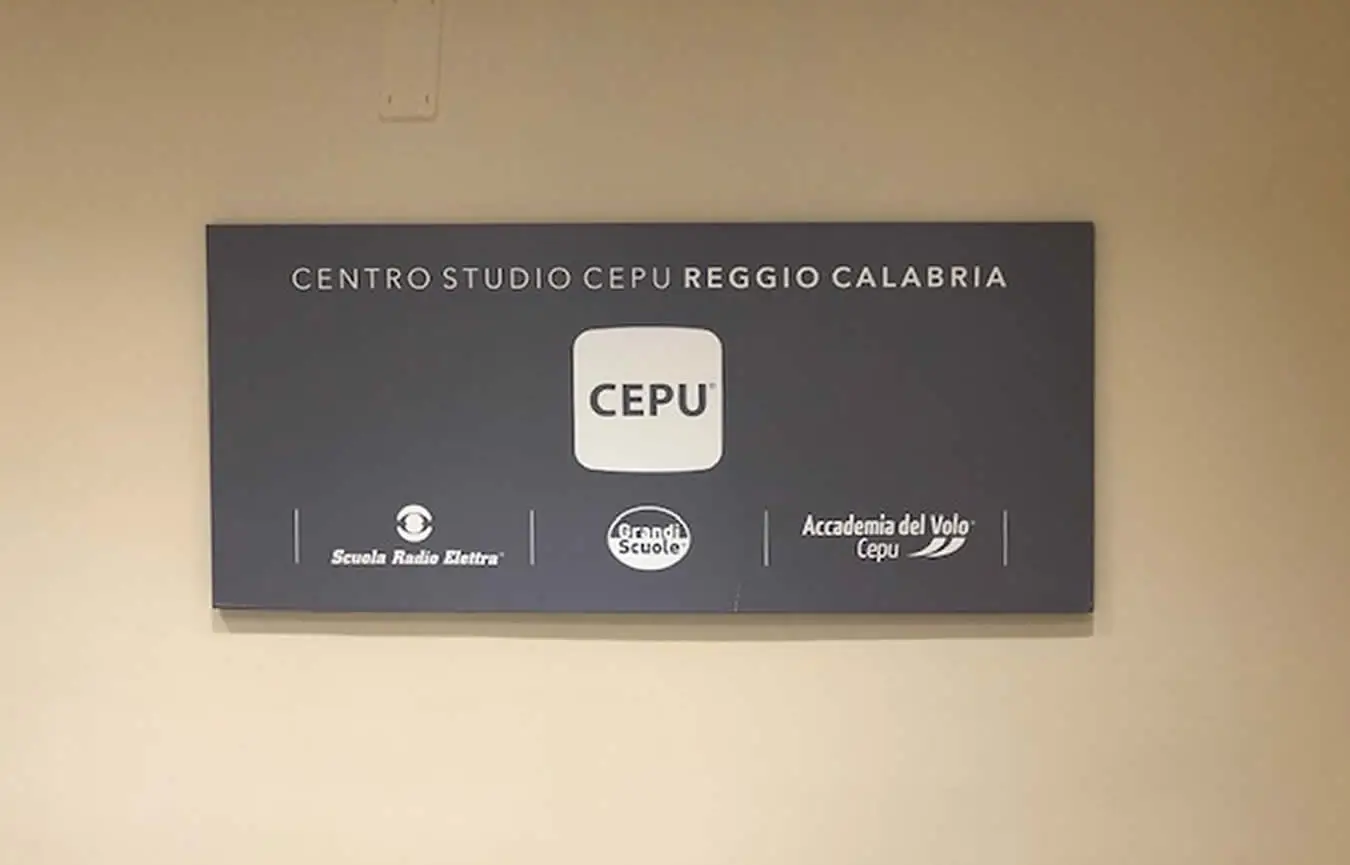 CENTRO STUDIO CEPU REGGIO CALABRIA
CEPU®
Scuola Radio Elettra®
Grandi
Scuole®
Accademia del Volo®
Cepu